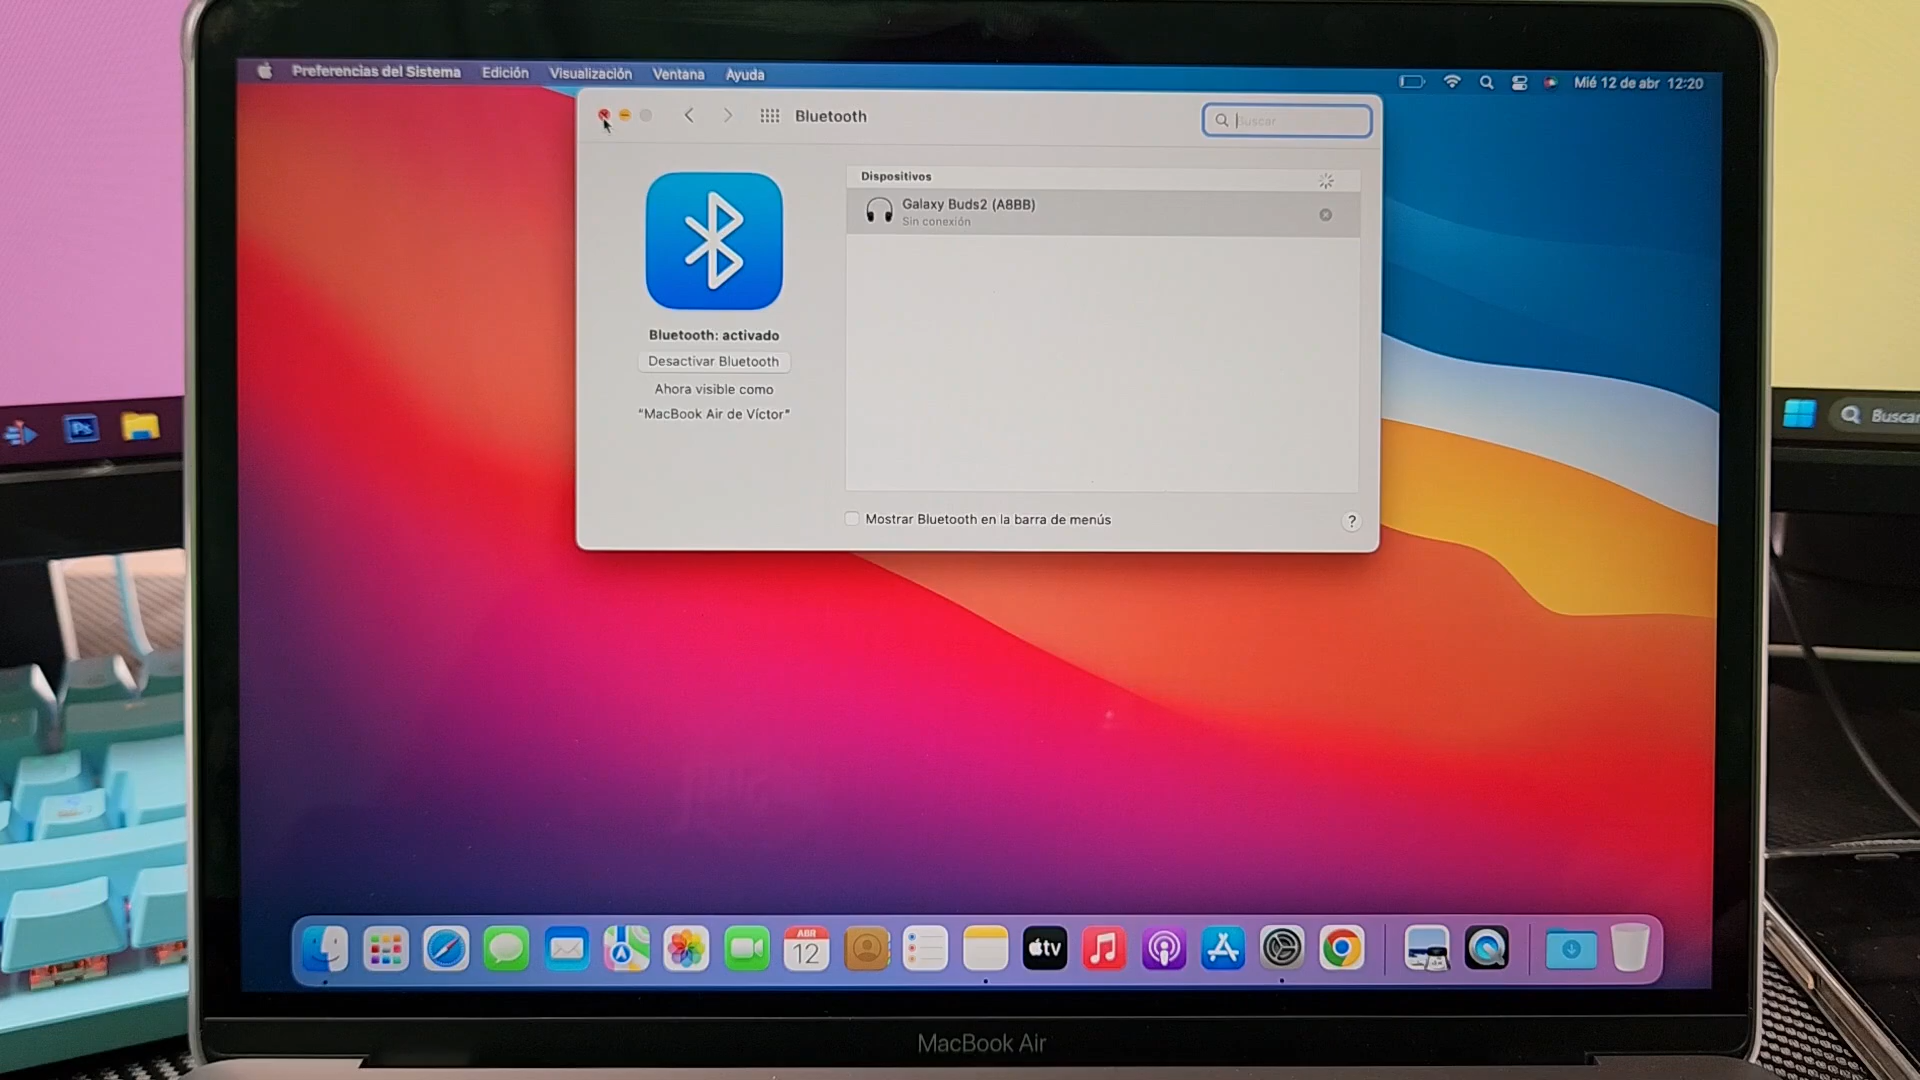 Preferencias del Sistema Edición Visualización Ventana Ayuda
Mié 12 de abr 12:20
Bluetooth
Buscar
Dispositivos
Galaxy Buds2 (A8BB)
Sin conexión
Bluetooth: activado
Desactivar Bluetooth
Ahora visible como
“MacBook Air de Víctor”
Mostrar Bluetooth en la barra de menús
?
Ps
Buscar
ABR
12
tv
MacBook Air